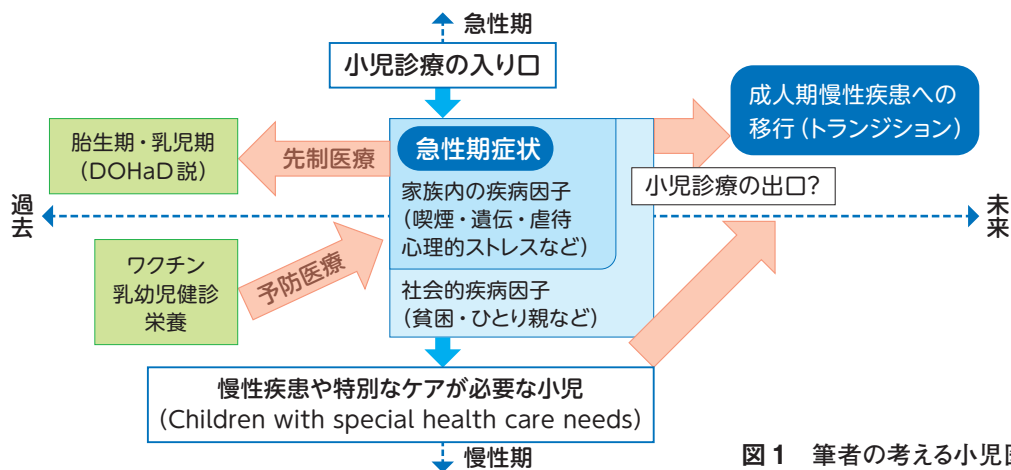 急性期
小児診療の入り口
成人期慢性疾患への
移行(トランジション)
胎生期・乳児期
(DOHaD説)
先制医療
急性期症状
家族内の疾病因子
(喫煙・遺伝・虐待
心理的ストレスなど)
小児診療の出口?
過去
未来
ワクチン
乳幼児健診
栄養
予防医療
社会的疾病因子
(貧困・ひとり親など)
慢性疾患や特別なケアが必要な小児
(Children with special health care needs)
慢性期
図1 筆者の考える小児